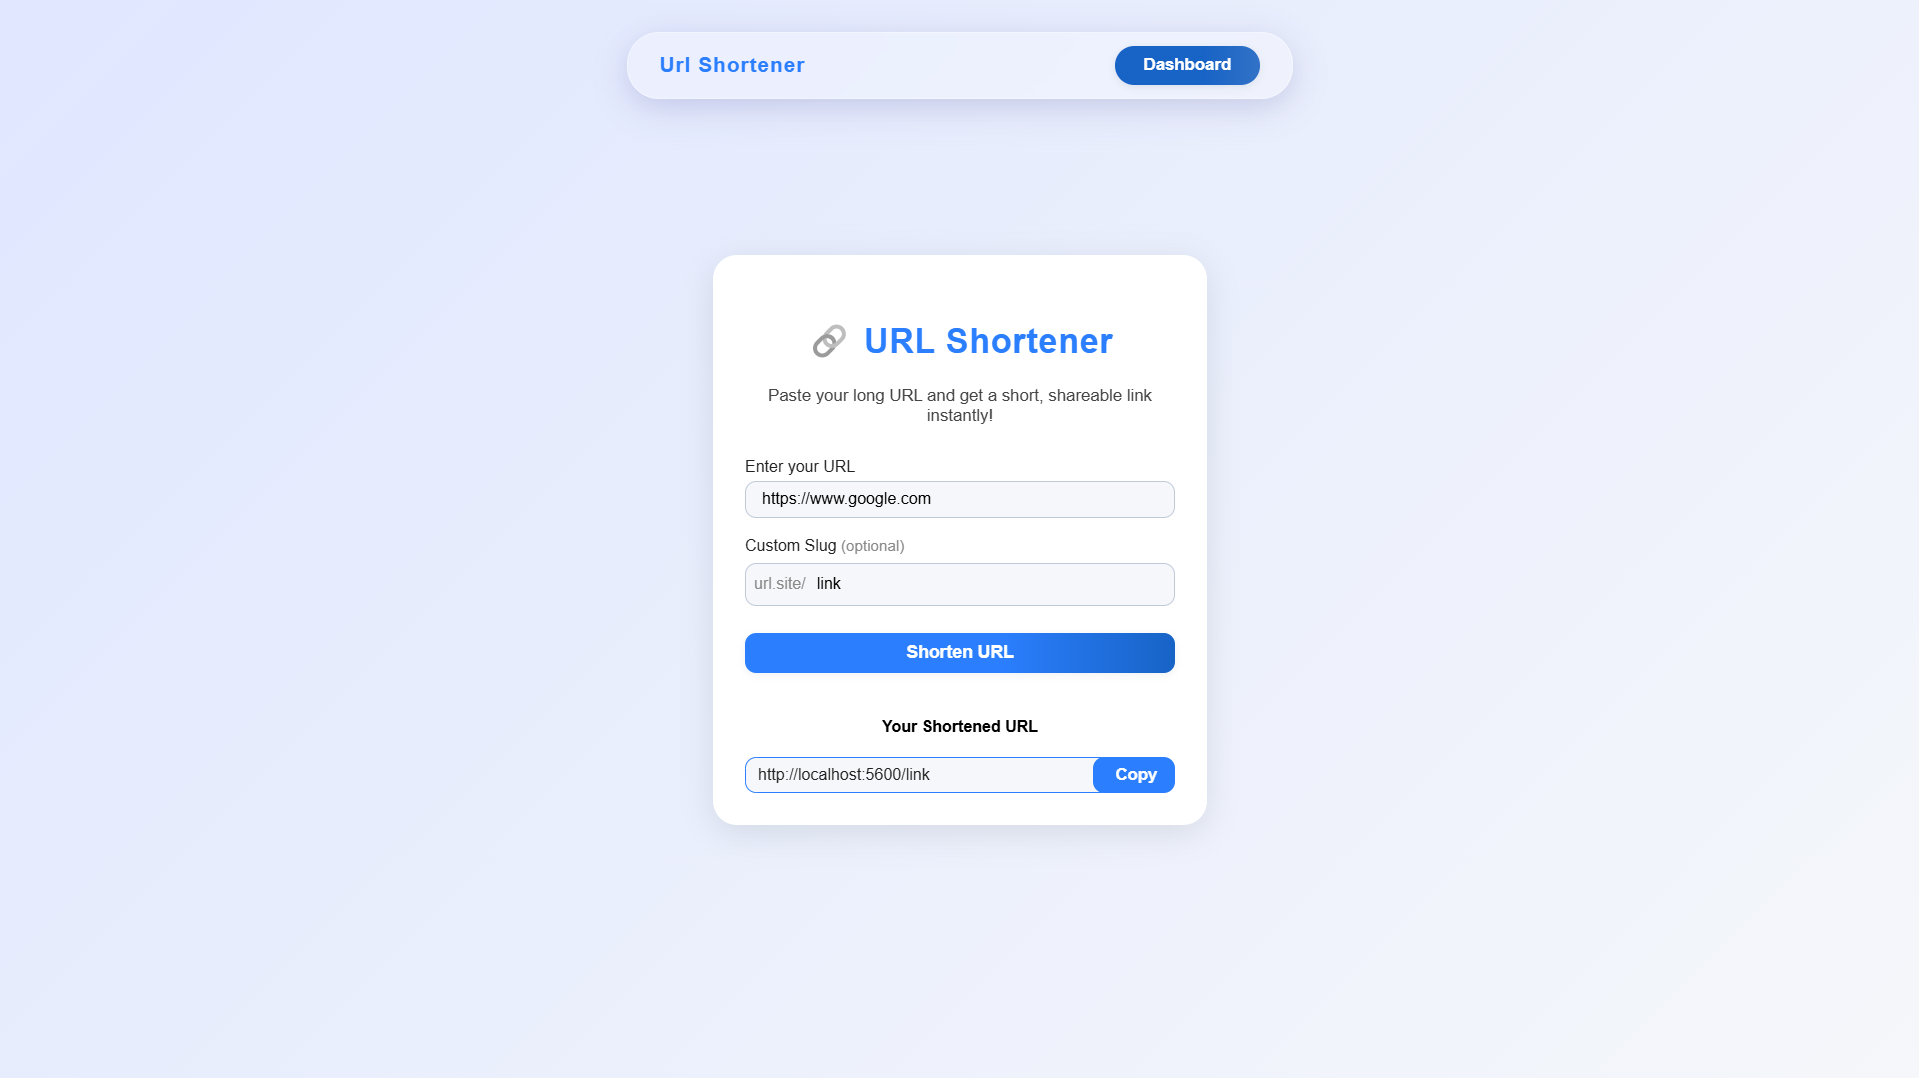 Url Shortener
Dashboard
URL Shortener
Paste your long URL and get a short, shareable link
instantly!
Enter your URL
https://www.google.com
Custom Slug (optional)
url.site/ link
Shorten URL
Your Shortened URL
http://localhost:5600/link
Copy